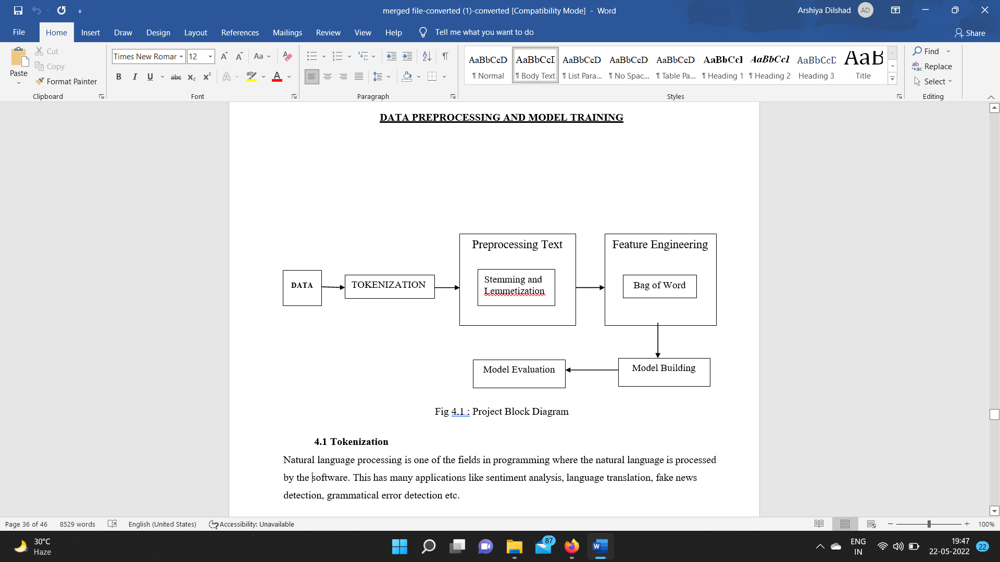 merged file-converted (1)-converted [Compatibility Mode] - Word
Arshiya Dilshad AD
File Home Insert Draw Design Layout References Mailings Review View Help Tell me what you want to do
Share
Paste
Cut
Copy
Format Painter
Clipboard
Times New Romar 12
Aa
B I U abc x₂ x²
A
Font
Paragraph
AaBbCcD AaBbCcI AaBbCcD AaBbCcD AaBbCcD AaBbCcI AaBbCcI AaBbCcD AaB
¶ Normal ¶ Body Text ¶ List Para... ¶ No Spac... ¶ Table Pa... ¶ Heading 1 ¶ Heading 2 Heading 3 Title
Styles
Find
Replace
Select
Editing
DATA PREPROCESSING AND MODEL TRAINING
Preprocessing Text
Feature Engineering
DATA
TOKENIZATION
Stemming and
Lemmetization
Bag of Word
Model Evaluation
Model Building
Fig 4.1 : Project Block Diagram
4.1 Tokenization
Natural language processing is one of the fields in programming where the natural language is processed
by the software. This has many applications like sentiment analysis, language translation, fake news
detection, grammatical error detection etc.
Page 36 of 46 8529 words English (United States) Accessibility: Unavailable
100%
30°C
Haze
87
ENG
IN
19:47
22-05-2022
22